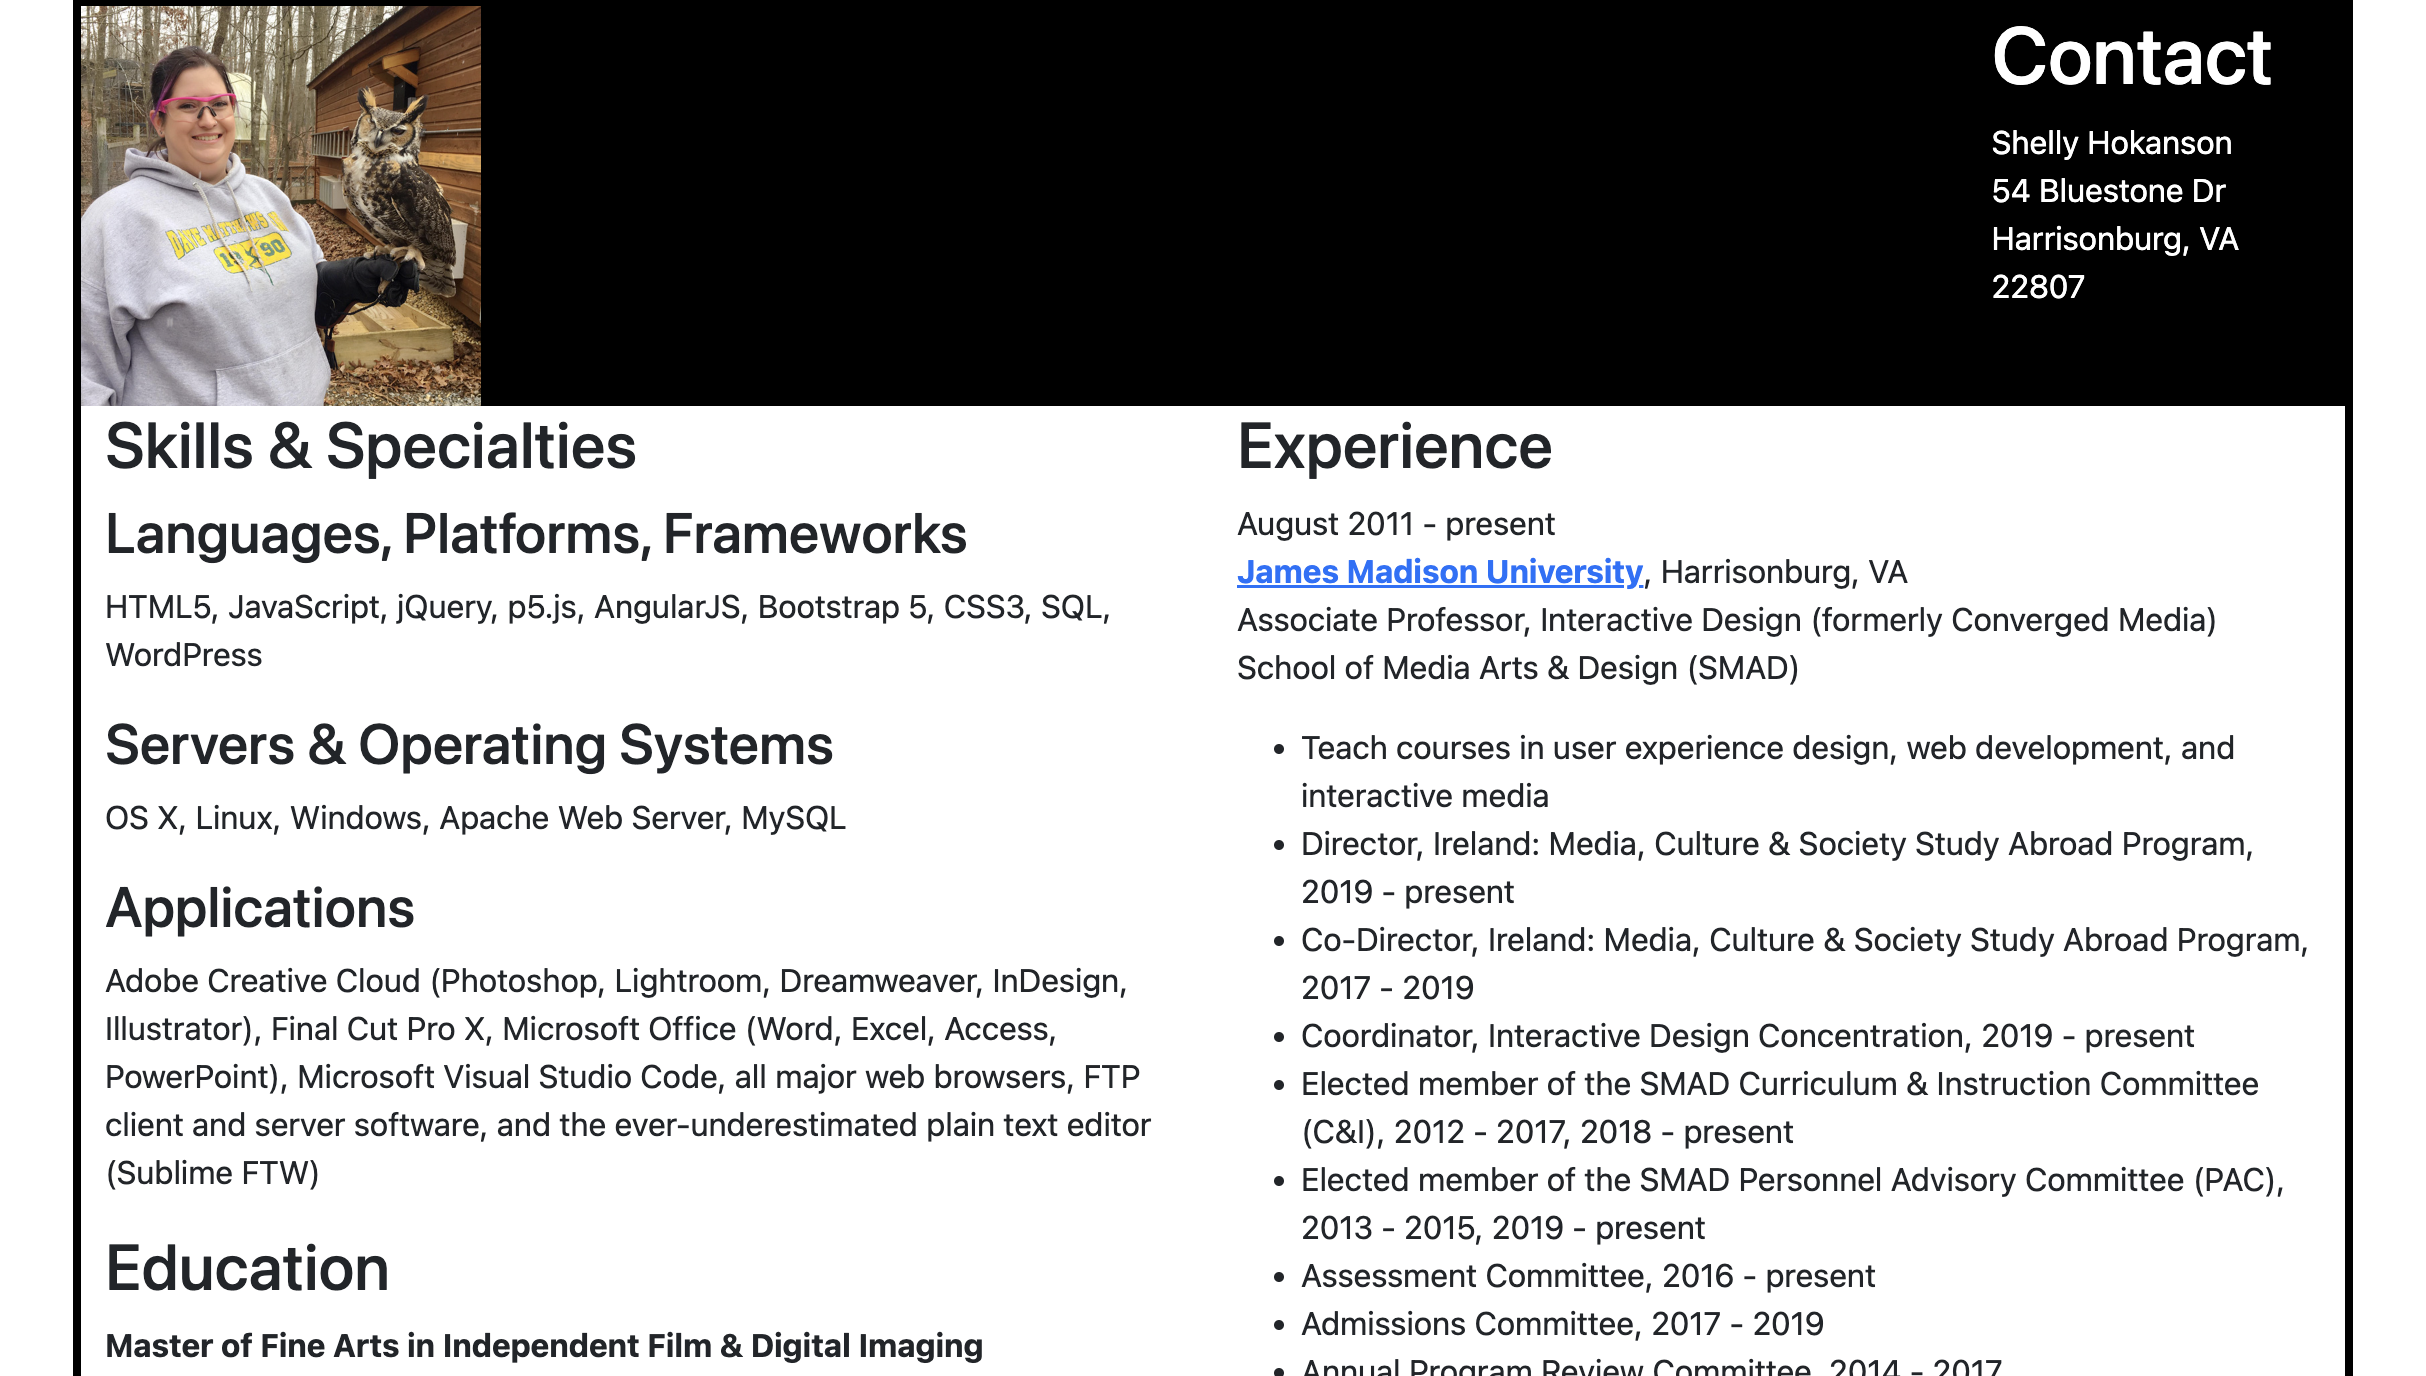 Contact
Shelly Hokanson
54 Bluestone Dr
Harrisonburg, VA
22807
19 90
Skills & Specialties
Languages, Platforms, Frameworks
HTML5, JavaScript, jQuery, p5.js, AngularJS, Bootstrap 5, CSS3, SQL,
WordPress
Servers & Operating Systems
OS X, Linux, Windows, Apache Web Server, MySQL
Applications
Adobe Creative Cloud (Photoshop, Lightroom, Dreamweaver, InDesign,
Illustrator), Final Cut Pro X, Microsoft Office (Word, Excel, Access,
PowerPoint), Microsoft Visual Studio Code, all major web browsers, FTP
client and server software, and the ever-underestimated plain text editor
(Sublime FTW)
Education
Master of Fine Arts in Independent Film & Digital Imaging
Experience
August 2011 - present
James Madison University, Harrisonburg, VA
Associate Professor, Interactive Design (formerly Converged Media)
School of Media Arts & Design (SMAD)
• Teach courses in user experience design, web development, and
interactive media
• Director, Ireland: Media, Culture & Society Study Abroad Program,
2019 - present
• Co-Director, Ireland: Media, Culture & Society Study Abroad Program,
2017 - 2019
• Coordinator, Interactive Design Concentration, 2019 - present
• Elected member of the SMAD Curriculum & Instruction Committee
(C&I), 2012 - 2017, 2018 - present
• Elected member of the SMAD Personnel Advisory Committee (PAC),
2013 - 2015, 2019 - present
• Assessment Committee, 2016 - present
• Admissions Committee, 2017 - 2019
• Annual Program Review Committee, 2014 - 2017